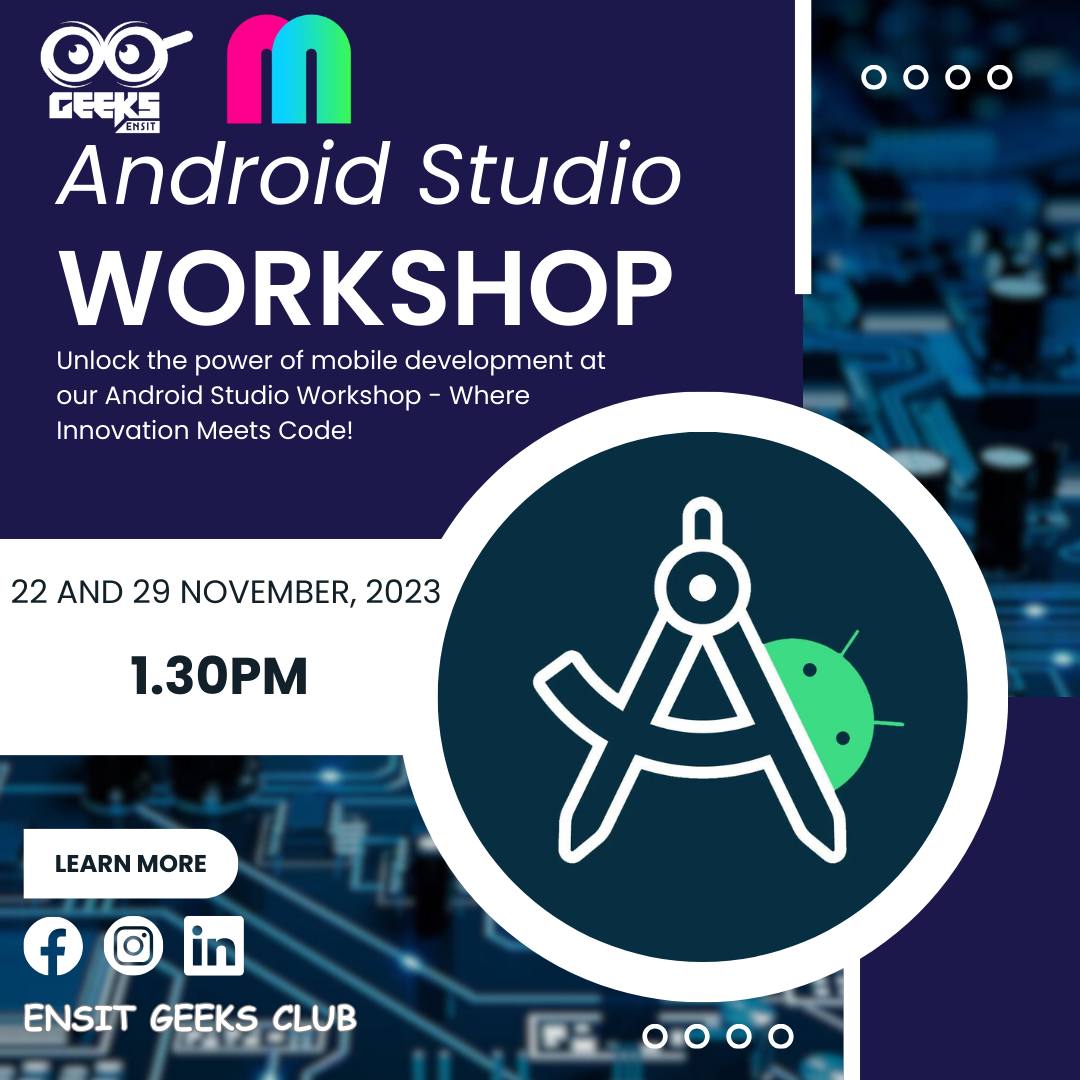 GEEKS
ENSIT
Android Studio
WORKSHOP
Unlock the power of mobile development at
our Android Studio Workshop - Where
Innovation Meets Code!
22 AND 29 NOVEMBER, 2023
1.30PM
LEARN MORE
ENSIT GEEKS CLUB